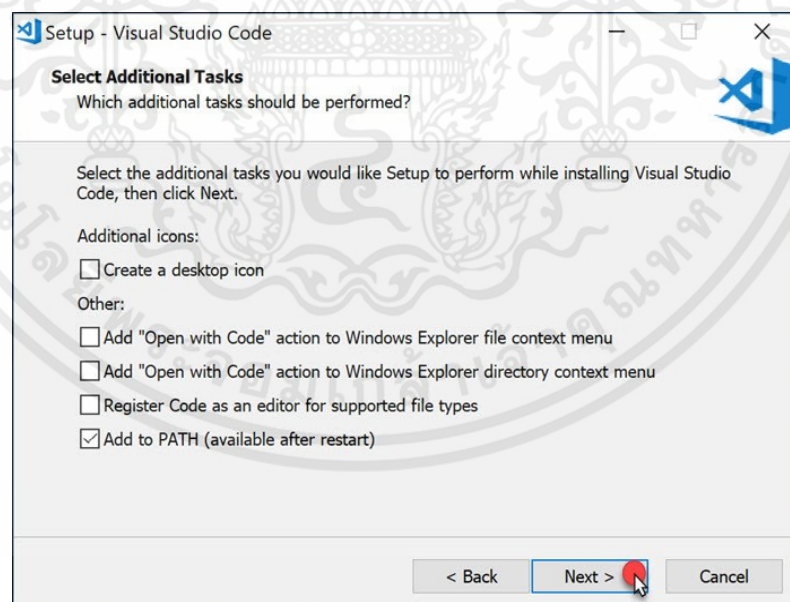 Setup - Visual Studio Code
Select Additional Tasks
Which additional tasks should be performed?
Select the additional tasks you would like Setup to perform while installing Visual Studio
Code, then click Next.
Additional icons:
Create a desktop icon
Other:
Add "Open with Code" action to Windows Explorer file context menu
Add "Open with Code" action to Windows Explorer directory context menu
Register Code as an editor for supported file types
Add to PATH (available after restart)
< Back
Next >
Cancel